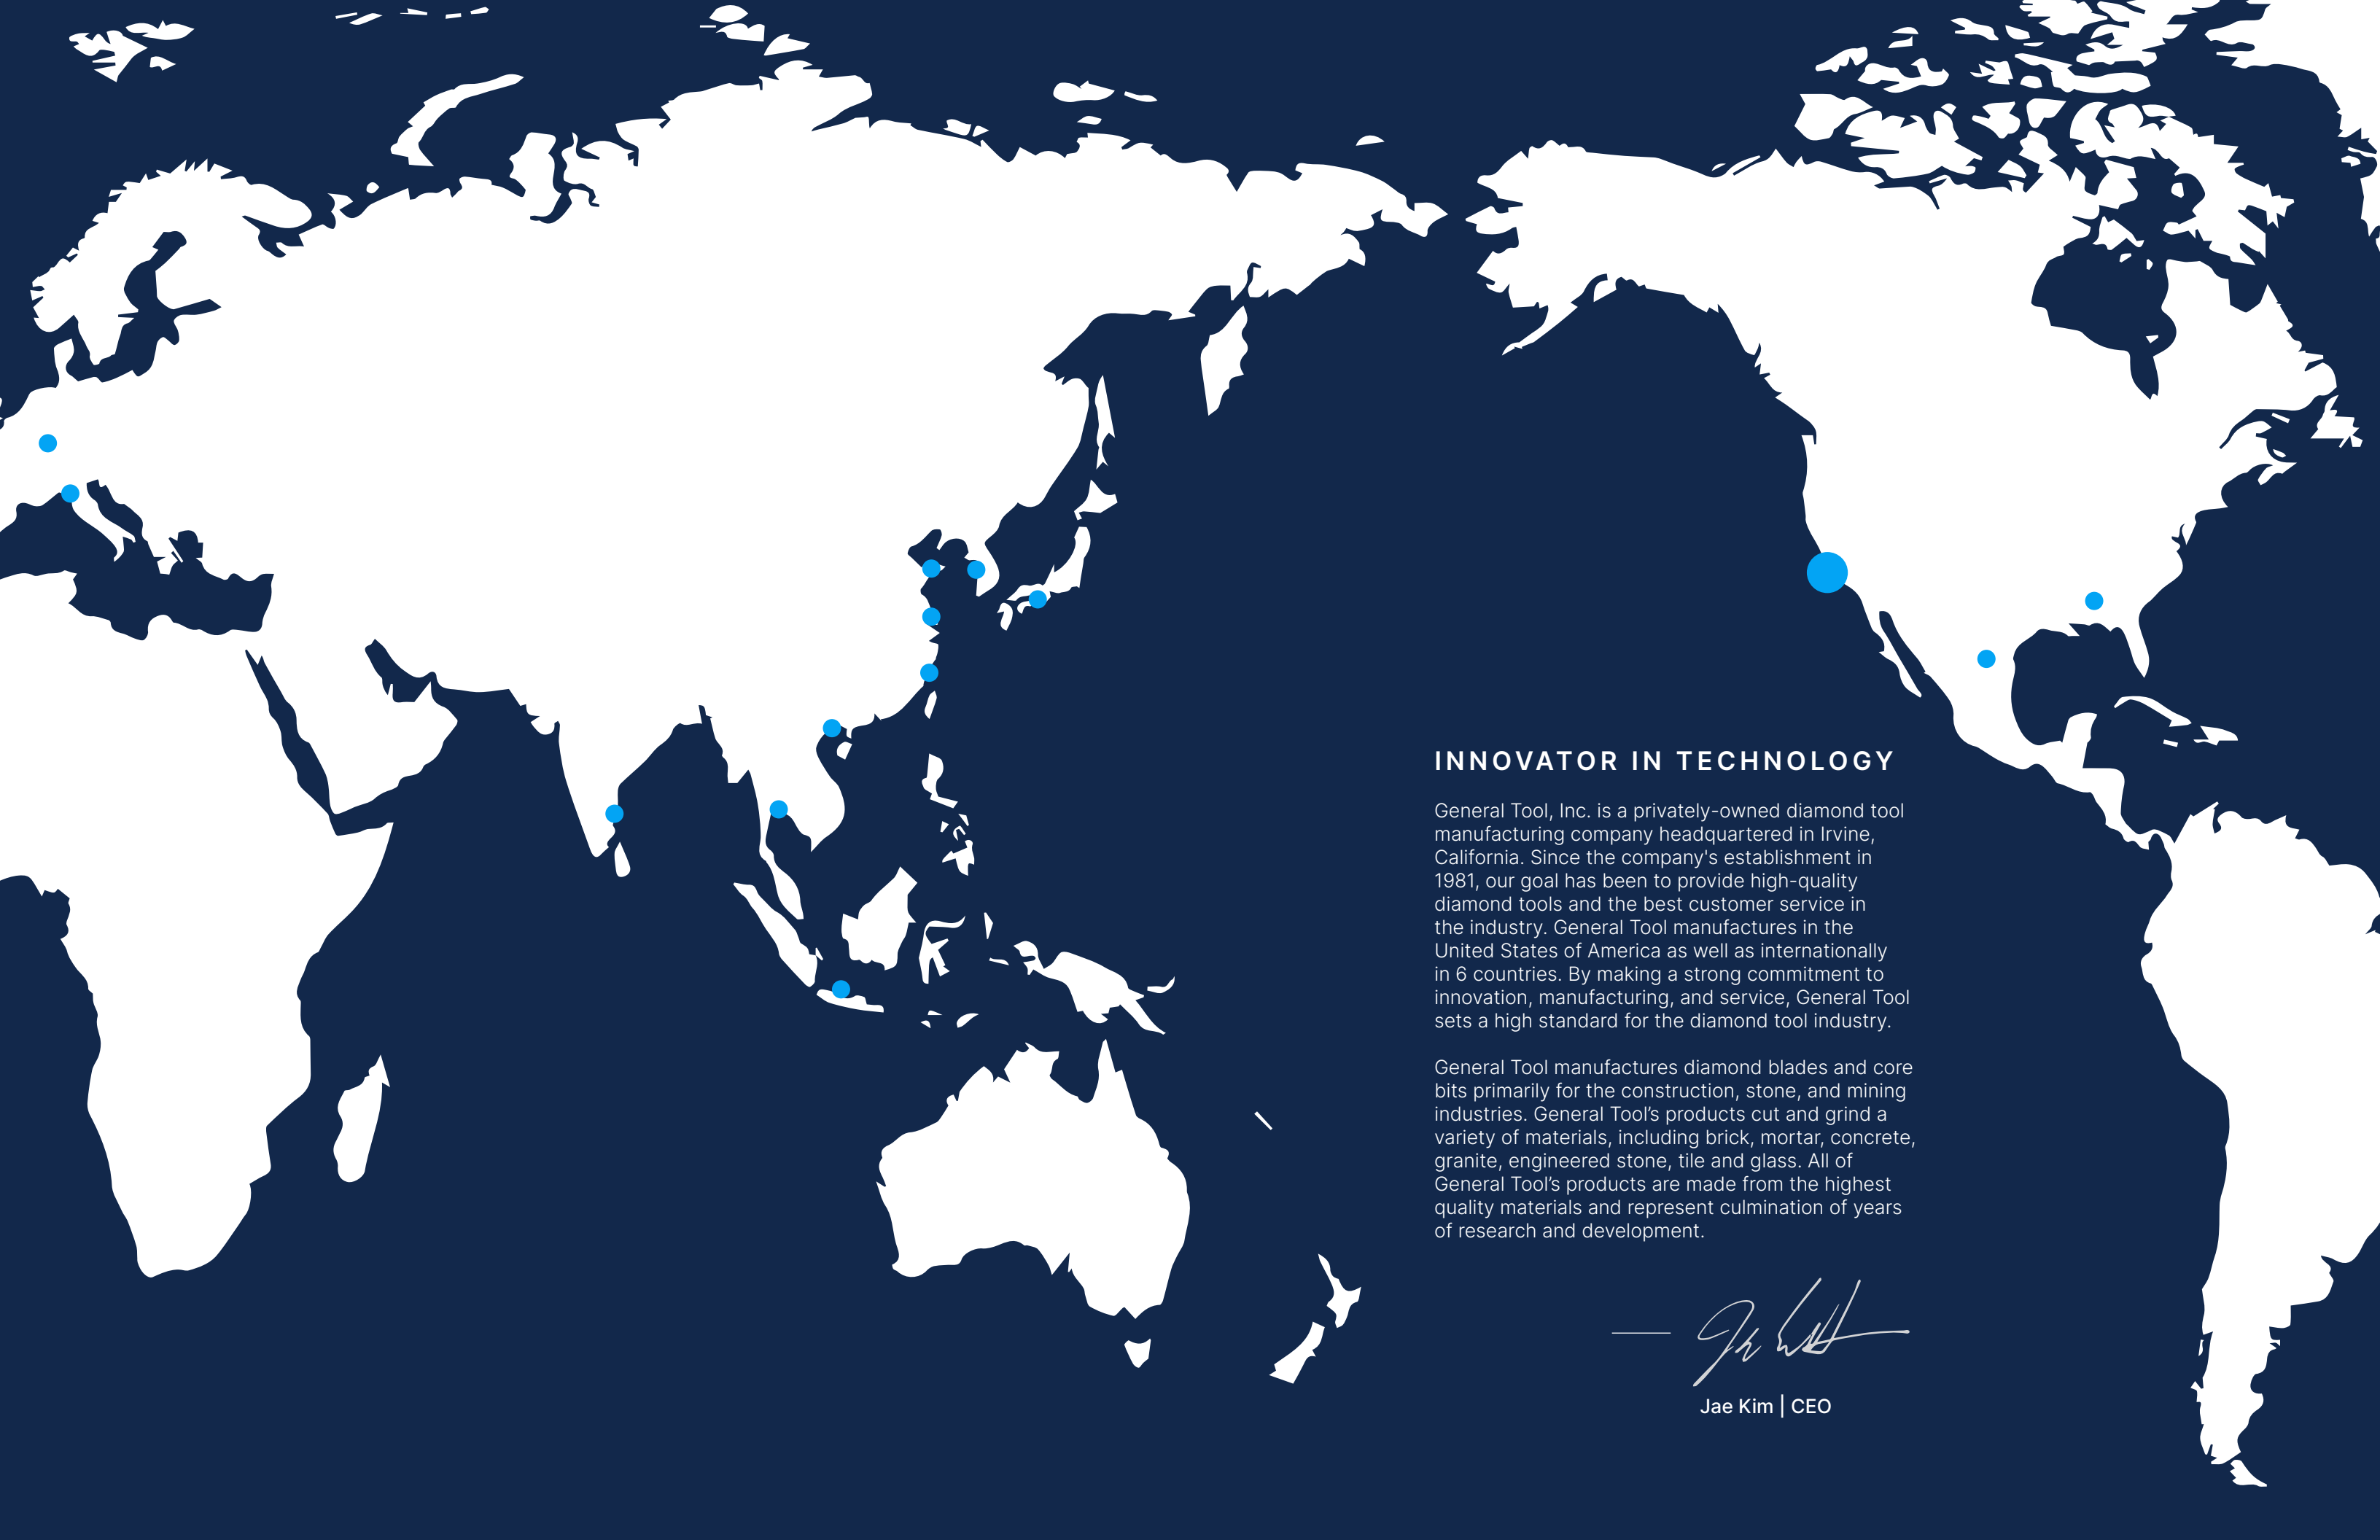 INNOVATOR IN TECHNOLOGY
General Tool, Inc. is a privately-owned diamond tool
manufacturing company headquartered in Irvine,
California. Since the company's establishment in
1981, our goal has been to provide high-quality
diamond tools and the best customer service in
the industry. General Tool manufactures in the
United States of America as well as internationally
in 6 countries. By making a strong commitment to
innovation, manufacturing, and service, General Tool
sets a high standard for the diamond tool industry.
General Tool manufactures diamond blades and core
bits primarily for the construction, stone, and mining
industries. General Tool’s products cut and grind a
variety of materials, including brick, mortar, concrete,
granite, engineered stone, tile and glass. All of
General Tool’s products are made from the highest
quality materials and represent culmination of years
of research and development.
Jae Kim | CEO